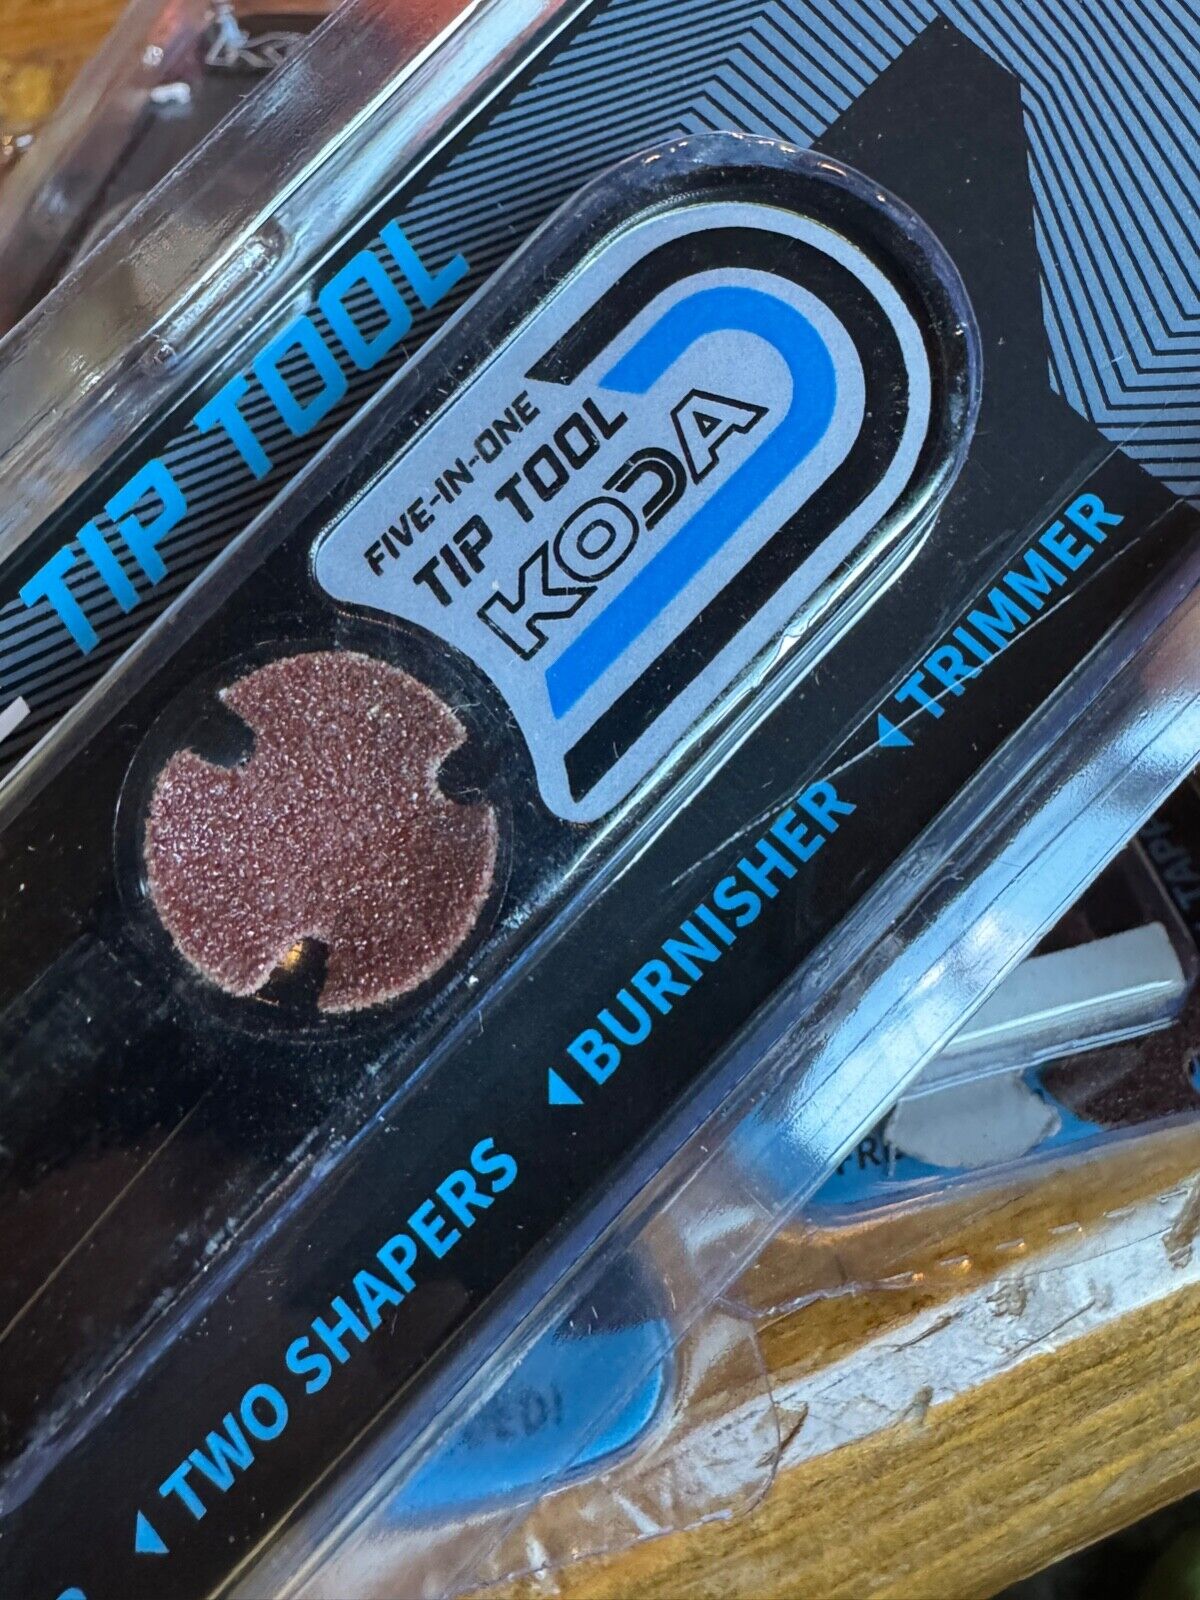 TIP TOOL
FIVE-IN-ONE
TIP TOOL
KODA
TRIMMER
BURNISHER
TWO SHAPERS